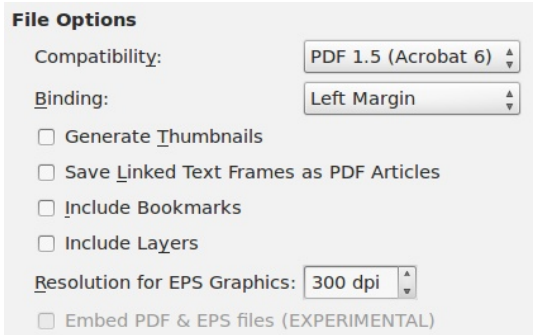 File Options
Compatibility: PDF 1.5 (Acrobat 6)
Binding: Left Margin
Generate Thumbnails
Save Linked Text Frames as PDF Articles
Include Bookmarks
Include Layers
Resolution for EPS Graphics: 300 dpi
Embed PDF & EPS files (EXPERIMENTAL)